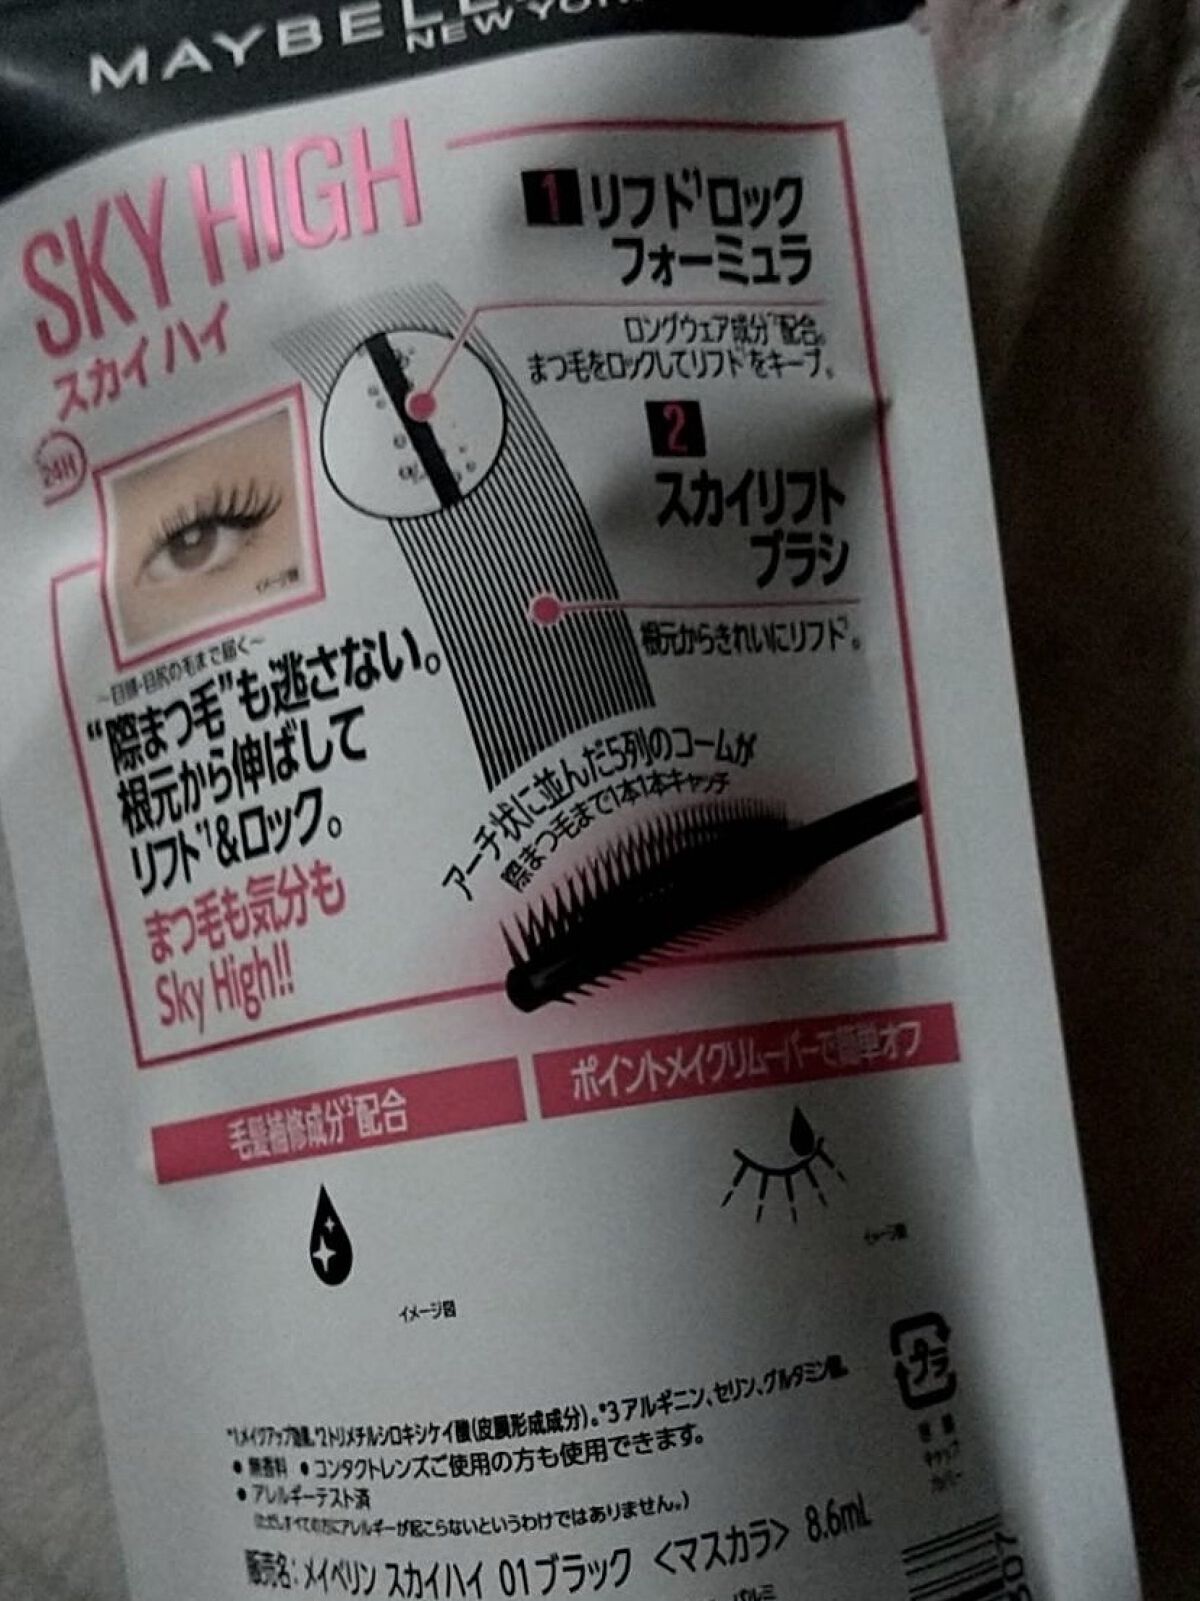 MAYBELL
NEW YOR
SKY HIGH
スカイ ハイ
24H
イメージ図
1 リフト*1ロック
フォーミュラ
ロングウェア成分*2配合。
まつ毛をロックしてリフト*1をキープ。
2
スカイリフト
ブラシ
根元からきれいにリフト*1。
～目頭・目尻の毛まで届く～
“際まつ毛”も逃さない。
根元から伸ばして
リフト*1&ロック。
まつ毛も気分も
Sky High!!
アーチ状に並んだ5列のコームが
際まつ毛まで1本1本キャッチ
毛髪補修成分*3配合
ポイントメイクリムーバーで簡単オフ
イメージ図
イメージ図
*1メイクアップ効果。*2トリメチルシロキシケイ酸(皮膜形成成分)。*3アルギニン、セリン、グルタミン酸。
● 無香料 ● コンタクトレンズご使用の方も使用できます。
● アレルギーテスト済
(ただしすべての方にアレルギーが起こらないというわけではありません。)
販売名：メイベリン スカイハイ 01 ブラック 〈マスカラ〉 8.6mL
プラ
キャップ
カバー
307